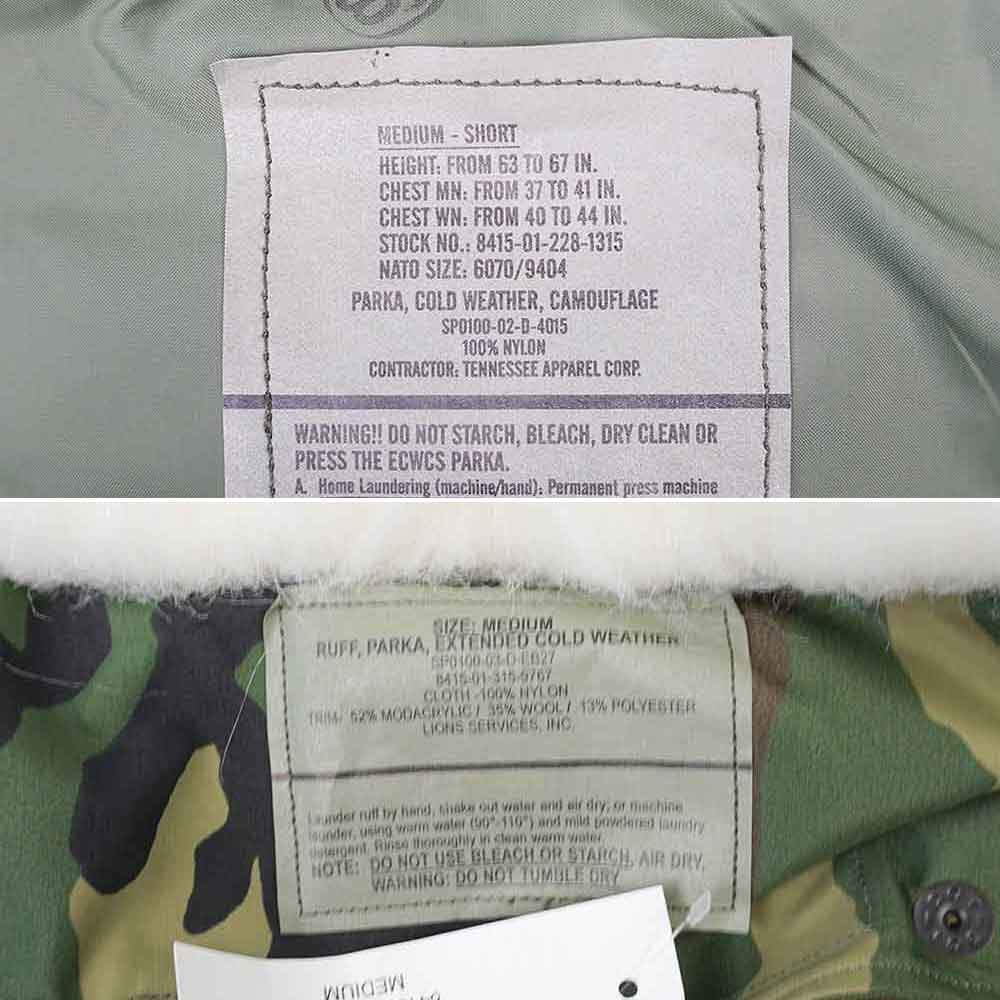 MEDIUM - SHORT
HEIGHT: FROM 63 TO 67 IN.
CHEST MN: FROM 37 TO 41 IN.
CHEST WN: FROM 40 TO 44 IN.
STOCK NO.: 8415-01-228-1315
NATO SIZE: 6070/9404
PARKA, COLD WEATHER, CAMOUFLAGE
SPO100-02-D-4015
100% NYLON
CONTRACTOR: TENNESSEE APPAREL CORP.
WARNING!! DO NOT STARCH, BLEACH, DRY CLEAN OR
PRESS THE ECWCS PARKA.
A. Home Laundering (machine/hand): Permanent press machine
SIZE: MEDIUM
RUFF, PARKA, EXTENDED COLD WEATHER
SP0100-03-D-EB27
8415-01-315-9767
CLOTH -100% NYLON
TRIM- 52% MODACRYLIC / 35% WOOL / 13% POLYESTER
LIONS SERVICES, INC.
Launder ruff by hand, shake out water and air dry; or machine
launder, using warm water (90°-110°) and mild powdered laundry
detergent. Rinse thoroughly in clean warm water.
NOTE: DO NOT USE BLEACH OR STARCH, AIR DRY,
WARNING: DO NOT TUMBLE DRY
MEDIUM